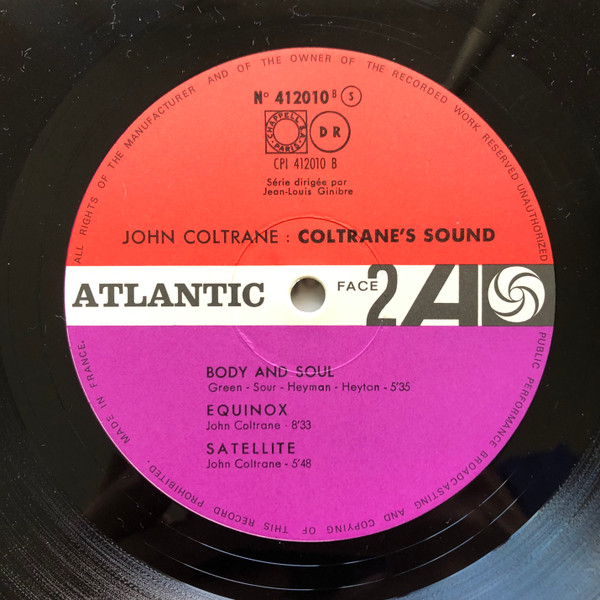 ALL RIGHTS OF THE MANUFACTURER AND OF THE OWNER OF THE RECORDED WORK RESERVED UNAUTHORIZED
PUBLIC PERFORMANCE BROADCASTING AND COPYING OF THIS RECORD PROHIBITED. MADE IN FRANCE.
Nº 412010 B S
CHAPPELL S.A. PARIS
DR
CPI 412010 B
Série dirigée par
Jean-Louis Ginibre
JOHN COLTRANE : COLTRANE'S SOUND
ATLANTIC FACE 2 A
BODY AND SOUL
Green - Sour - Heyman - Heyton - 5'35
EQUINOX
John Coltrane - 8'33
SATELLITE
John Coltrane - 5'48